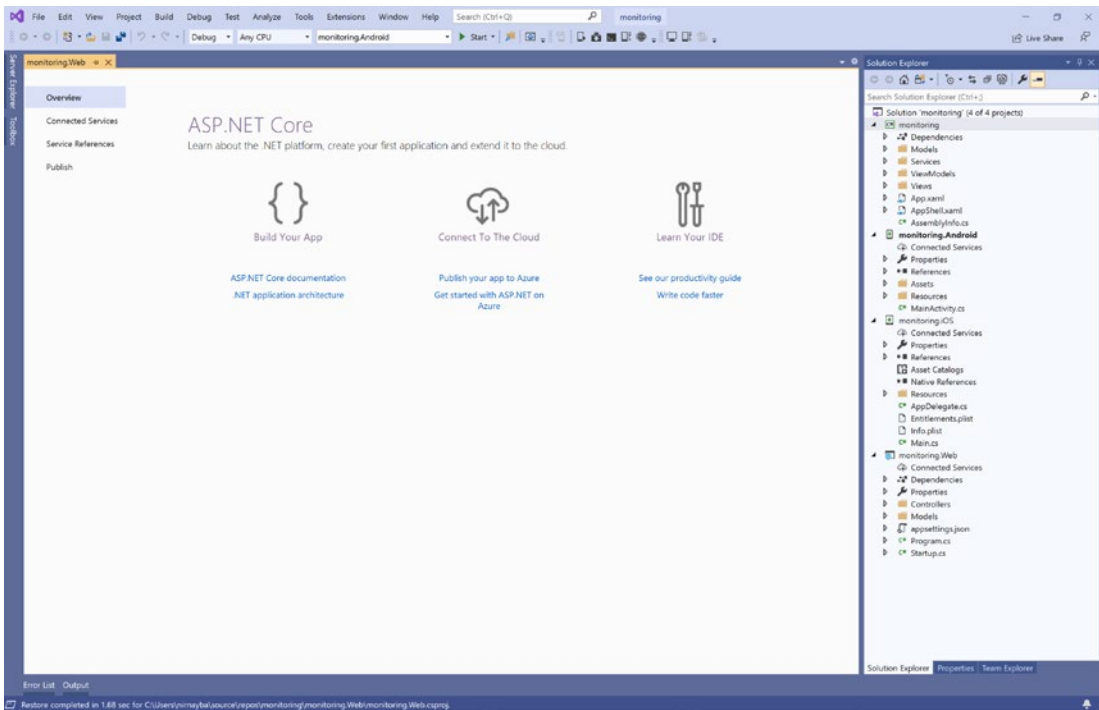 File Edit View Project Build Debug Test Analyze Tools Extensions Window Help Search (Ctrl+Q) monitoring
Debug Any CPU monitoring.Android Start Live Share
Server Explorer
Toolbox
monitoring.Web
Overview
Connected Services
Service References
Publish
ASP.NET Core
Learn about the .NET platform, create your first application and extend it to the cloud.
Build Your App
Connect To The Cloud
Learn Your IDE
ASP.NET Core documentation
.NET application architecture
Publish your app to Azure
Get started with ASP.NET on
Azure
See our productivity guide
Write code faster
Solution Explorer
Search Solution Explorer (Ctrl+;)
Solution 'monitoring' (4 of 4 projects)
monitoring
Dependencies
Models
Services
ViewModels
Views
App.xaml
AppShell.xaml
AssemblyInfo.cs
monitoring.Android
Connected Services
Properties
References
Assets
Resources
MainActivity.cs
monitoring.iOS
Connected Services
Properties
References
Asset Catalogs
Native References
Resources
AppDelegate.cs
Entitlements.plist
Info.plist
Main.cs
monitoring.Web
Connected Services
Dependencies
Properties
Controllers
Models
appsettings.json
Program.cs
Startup.cs
Solution Explorer Properties Team Explorer
Error List Output
Restore completed in 1.68 sec for C:\Users\nirnayba\source\repos\monitoring\monitoring.Web\monitoring.Web.csproj.